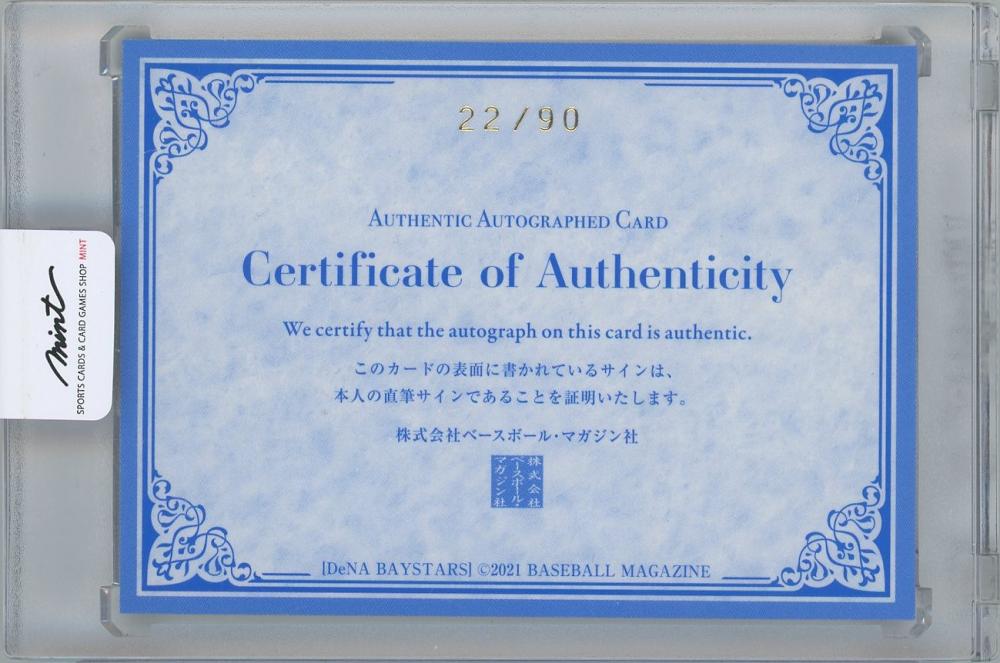 22/90
AUTHENTIC AUTOGRAPHED CARD
Certificate of Authenticity
We certify that the autograph on this card is authentic.
このカードの表面に書かれているサインは、
本人の直筆サインであることを証明いたします。
株式会社ベースボール・マガジン社
株式会社
ベースボール・
マガジン社
[DeNA BAYSTARS] ©2021 BASEBALL MAGAZINE
mint
SPORTS CARDS & CARD GAMES SHOP MINT